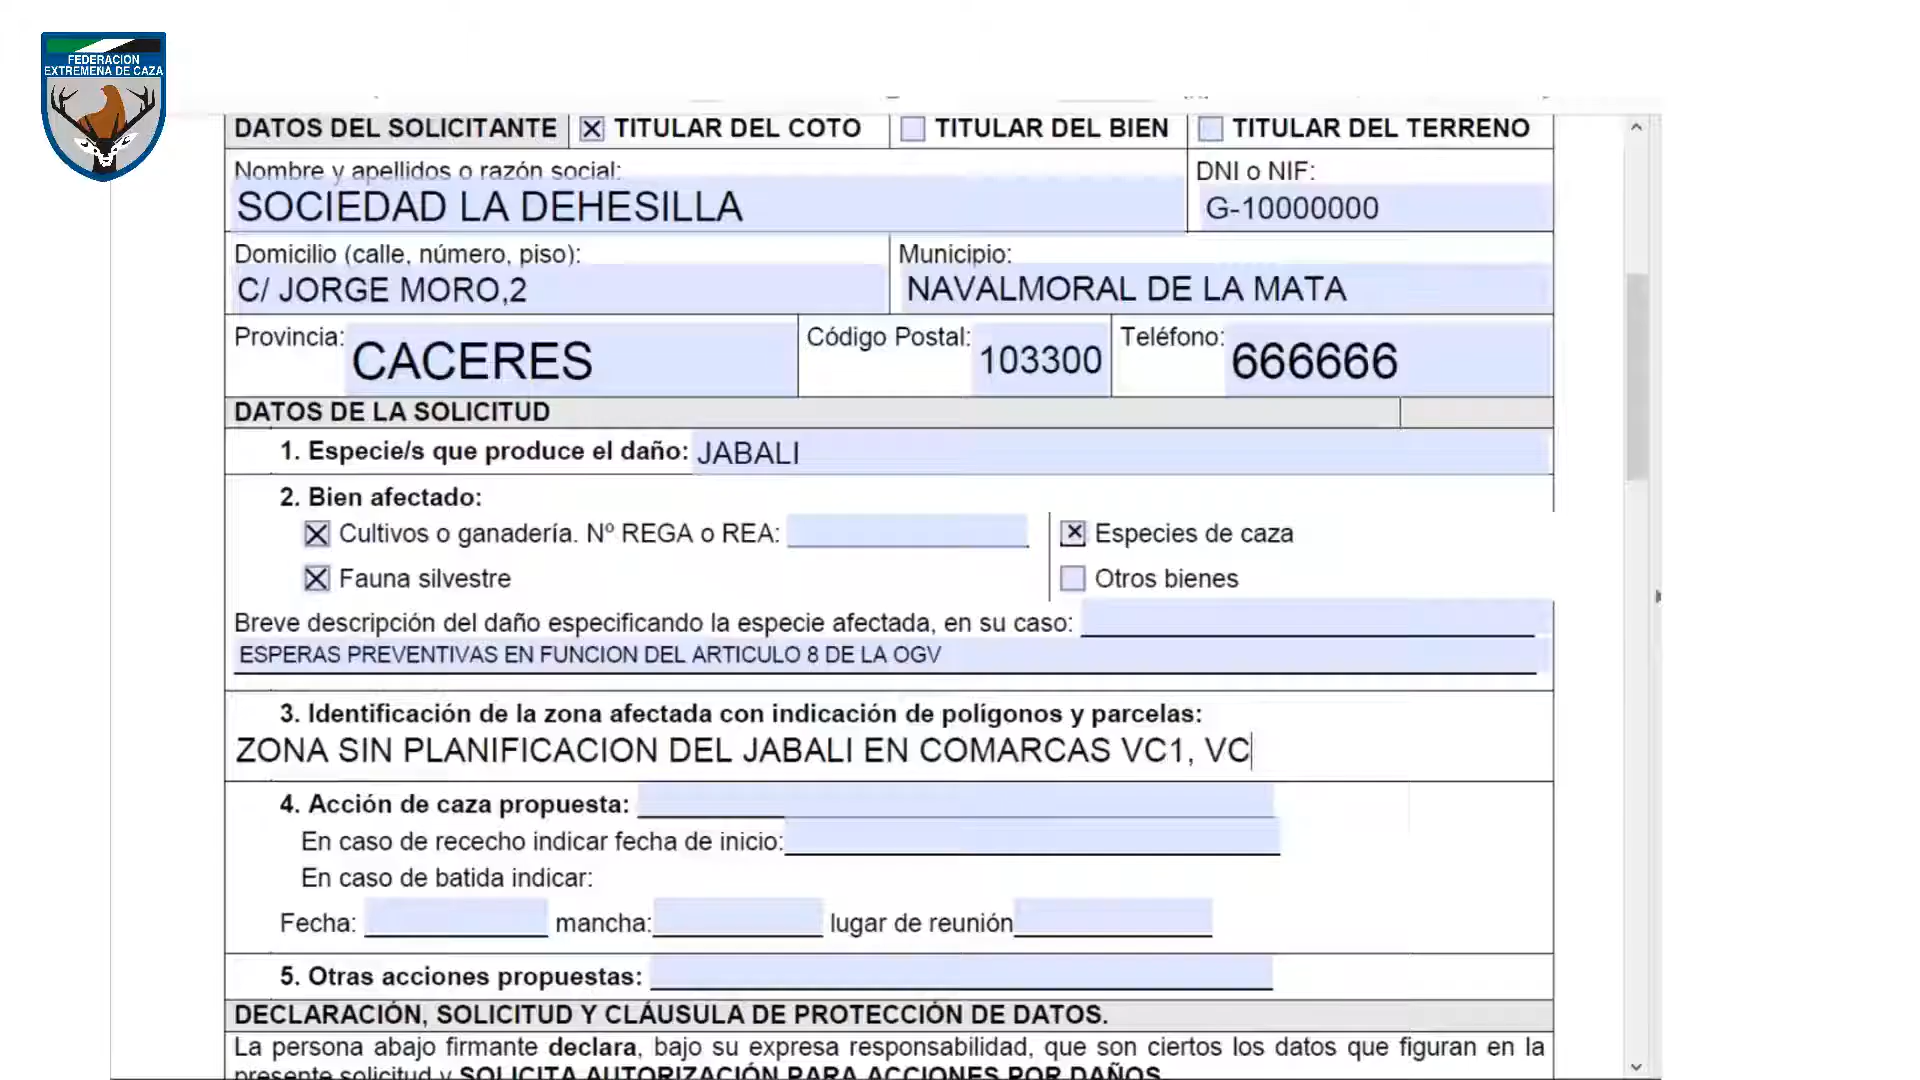 FEDERACION
EXTREMEÑA DE CAZA
DATOS DEL SOLICITANTE TITULAR DEL COTO TITULAR DEL BIEN TITULAR DEL TERRENO
Nombre y apellidos o razón social: DNI o NIF:
SOCIEDAD LA DEHESILLA G-10000000
Domicilio (calle, número, piso): Municipio:
C/ JORGE MORO,2 NAVALMORAL DE LA MATA
Provincia: CACERES Código Postal: 103300 Teléfono: 666666
DATOS DE LA SOLICITUD
1. Especie/s que produce el daño: JABALI
2. Bien afectado:
Cultivos o ganadería. Nº REGA o REA: Especies de caza
Fauna silvestre Otros bienes
Breve descripción del daño especificando la especie afectada, en su caso:
ESPERAS PREVENTIVAS EN FUNCION DEL ARTICULO 8 DE LA OGV
3. Identificación de la zona afectada con indicación de polígonos y parcelas:
ZONA SIN PLANIFICACION DEL JABALI EN COMARCAS VC1, VC
4. Acción de caza propuesta:
En caso de rececho indicar fecha de inicio:
En caso de batida indicar:
Fecha: mancha: lugar de reunión
5. Otras acciones propuestas:
DECLARACIÓN, SOLICITUD Y CLÁUSULA DE PROTECCIÓN DE DATOS.
La persona abajo firmante declara, bajo su expresa responsabilidad, que son ciertos los datos que figuran en la
presente solicitud y SOLICITA AUTORIZACIÓN PARA ACCIONES POR DAÑOS.